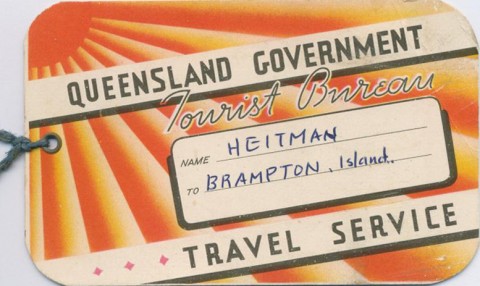 QUEENSLAND GOVERNMENT
Tourist Bureau
NAME HEITMAN
TO BRAMPTON, Island.
TRAVEL SERVICE